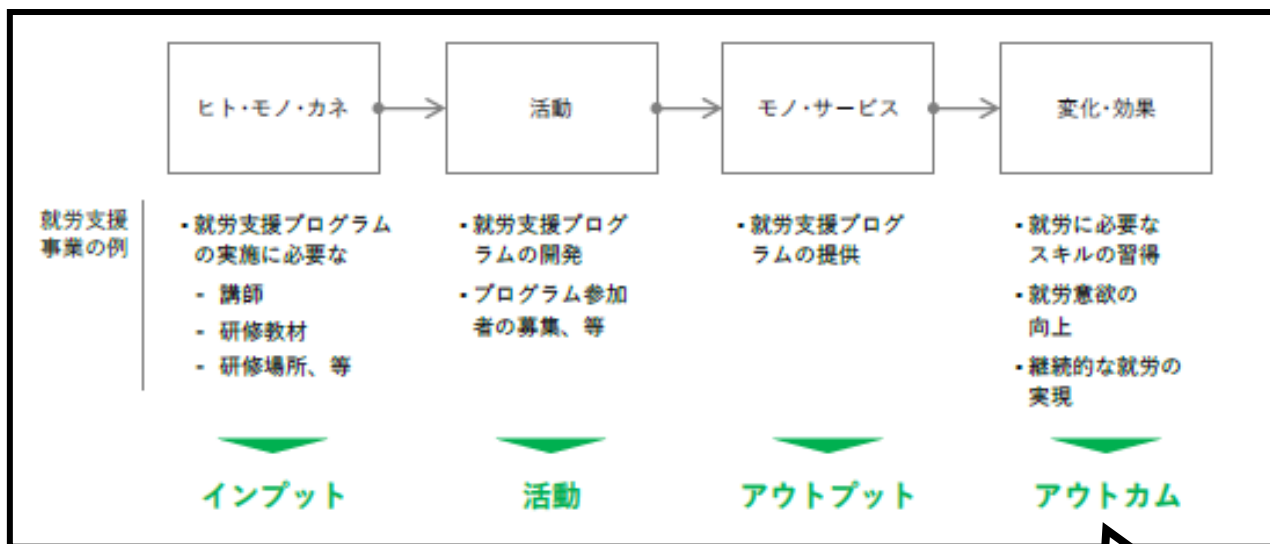 ヒト・モノ・カネ
活動
モノ・サービス
変化・効果
就労支援
事業の例
▪就労支援プログラム
の実施に必要な
- 講師
- 研修教材
- 研修場所、等
▪就労支援プログ
ラムの開発
▪プログラム参加
者の募集、等
▪就労支援プログ
ラムの提供
▪就労に必要な
スキルの習得
▪就労意欲の
向上
▪継続的な就労の
実現
インプット
活動
アウトプット
アウトカム